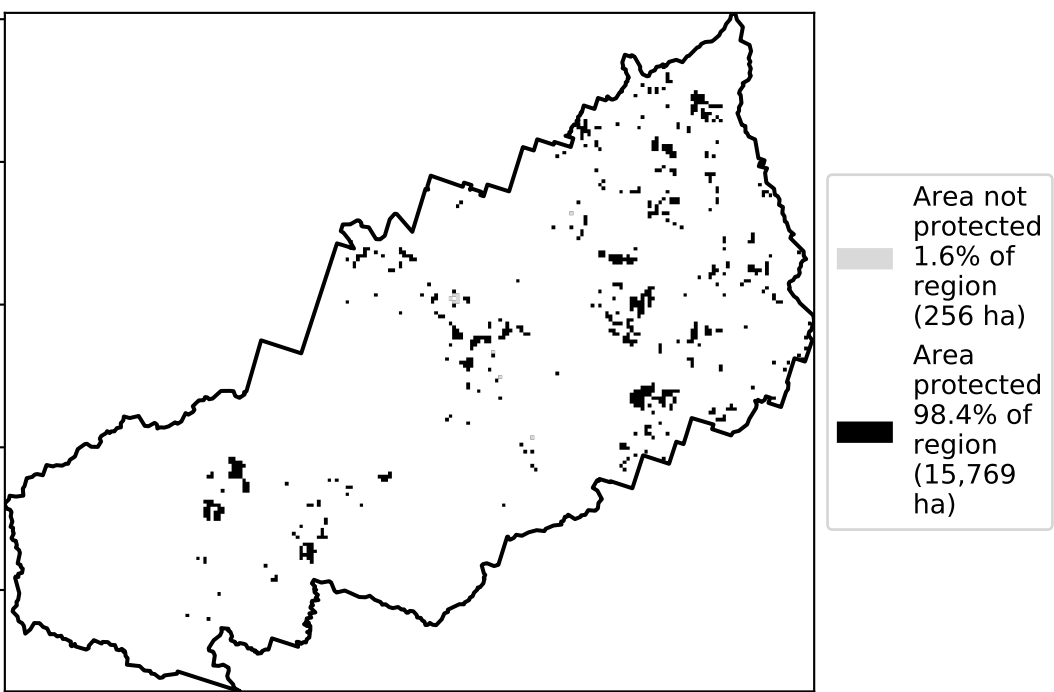 Area not
protected
1.6% of
region
(256 ha)
Area
protected
98.4% of
region
(15,769
ha)